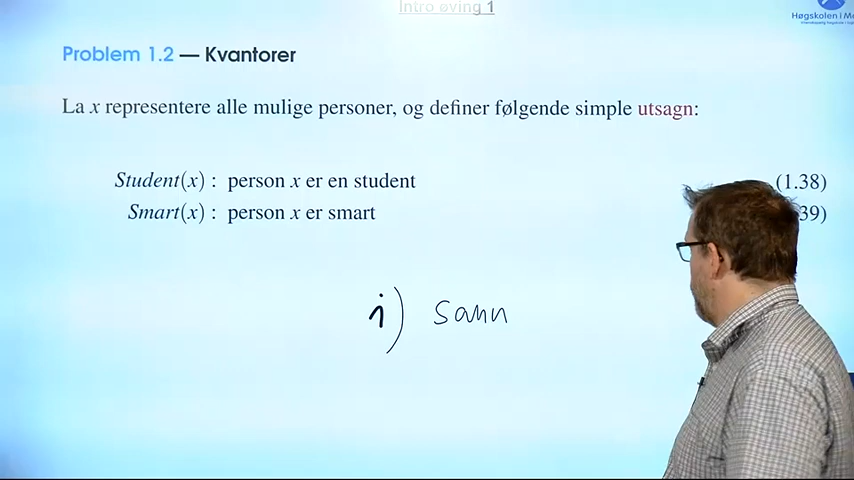 Intro øving 1
Høgskolen i Mo
Problem 1.2 — Kvantorer
La x representere alle mulige personer, og definer følgende simple utsagn:
Student(x) : person x er en student (1.38)
Smart(x) : person x er smart 39)
i) sann